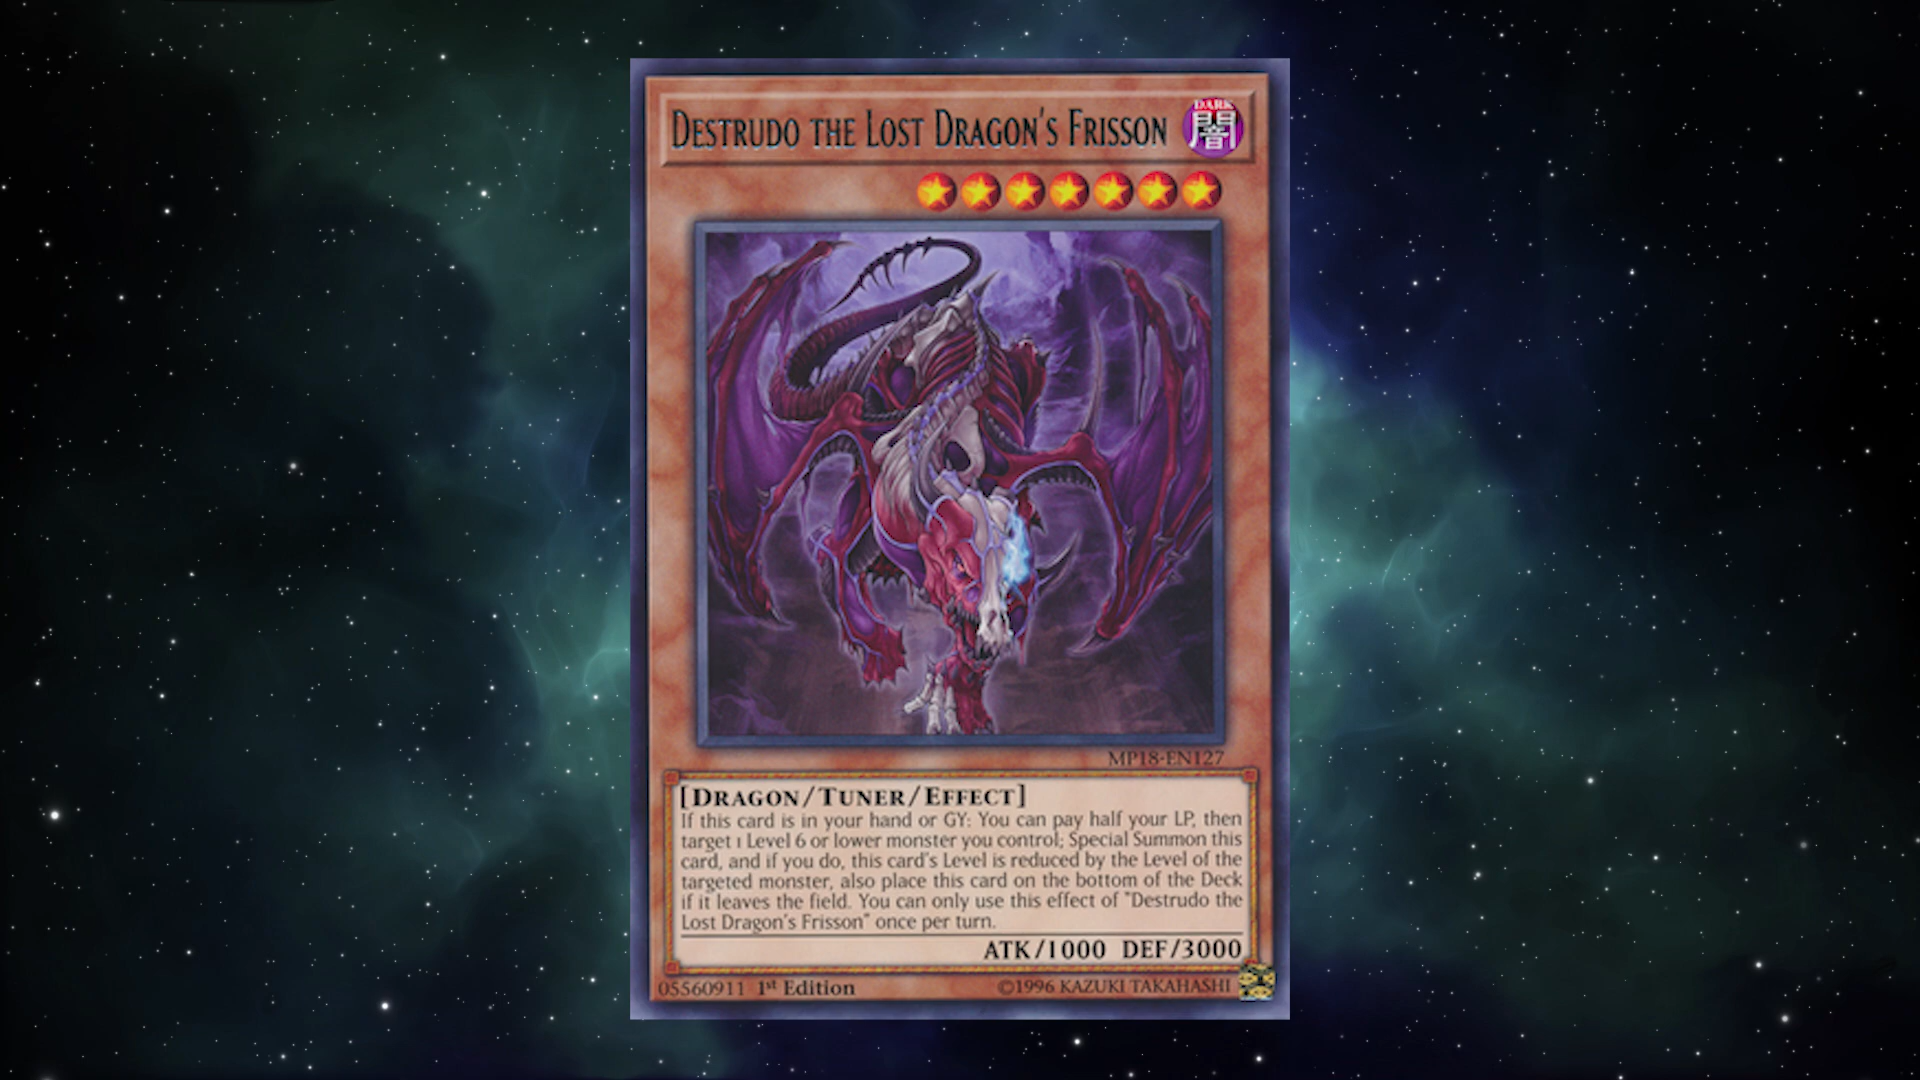 Destrudo the Lost Dragon's Frisson
DARK
闇
MP18-EN127
[Dragon/Tuner/Effect]
If this card is in your hand or GY: You can pay half your LP, then
target 1 Level 6 or lower monster you control; Special Summon this
card, and if you do, this card's Level is reduced by the Level of the
targeted monster, also place this card on the bottom of the Deck
if it leaves the field. You can only use this effect of "Destrudo the
Lost Dragon's Frisson" once per turn.
ATK/1000 DEF/3000
05560911 1st Edition ©1996 KAZUKI TAKAHASHI